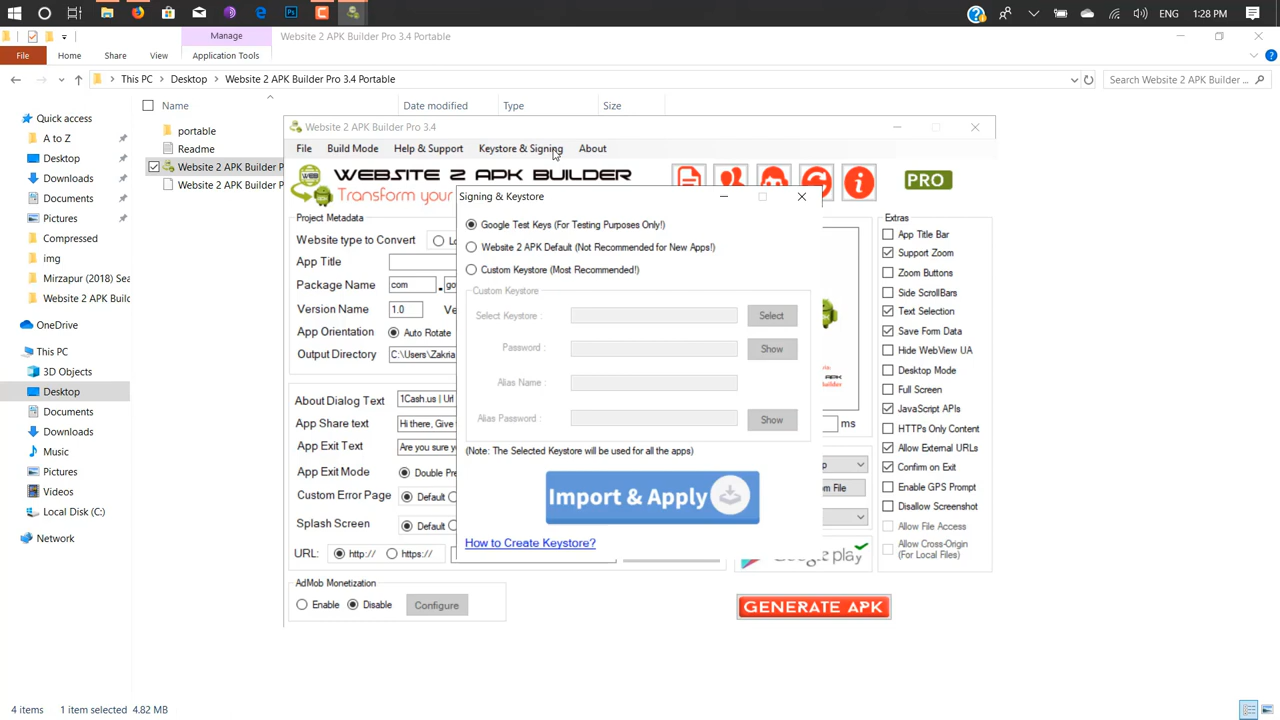 ENG 1:28 PM
Manage
Website 2 APK Builder Pro 3.4 Portable
File Home Share View Application Tools
This PC Desktop Website 2 APK Builder Pro 3.4 Portable
Search Website 2 APK Builder ...
Name Date modified Type Size
Quick access
A to Z
Desktop
Downloads
Documents
Pictures
Compressed
img
Mirzapur (2018) Sea
Website 2 APK Build
OneDrive
This PC
3D Objects
Desktop
Documents
Downloads
Music
Pictures
Videos
Local Disk (C:)
Network
portable
Readme
Website 2 APK Builder P
Website 2 APK Builder P
Website 2 APK Builder Pro 3.4
File Build Mode Help & Support Keystore & Signing About
WEB
WEBSITE 2 APK BUILDER
Transform your
PRO
Project Metadata
Website type to Convert Lo
App Title
Package Name com . go
Version Name 1.0 Ve
App Orientation Auto Rotate
Output Directory C:\Users\Zakria
About Dialog Text 1Cash.us | Url
App Share text Hi there, Give
App Exit Text Are you sure y
App Exit Mode Double Pre
Custom Error Page Default
Splash Screen Default
URL: http:// https://
AdMob Monetization
Enable Disable Configure
Signing & Keystore
Google Test Keys (For Testing Purposes Only!)
Website 2 APK Default (Not Recommended for New Apps!)
Custom Keystore (Most Recommended!)
Custom Keystore
Select Keystore : Select
Password : Show
Alias Name :
Alias Password : Show
(Note: The Selected Keystore will be used for all the apps)
Import & Apply
How to Create Keystore?
APK
Builder
ms
p
om File
Google play
GENERATE APK
Extras
App Title Bar
Support Zoom
Zoom Buttons
Side ScrollBars
Text Selection
Save Form Data
Hide WebView UA
Desktop Mode
Full Screen
JavaScript APIs
HTTPs Only Content
Allow External URLs
Confirm on Exit
Enable GPS Prompt
Disallow Screenshot
Allow File Access
Allow Cross-Origin
(For Local Files)
4 items 1 item selected 4.82 MB